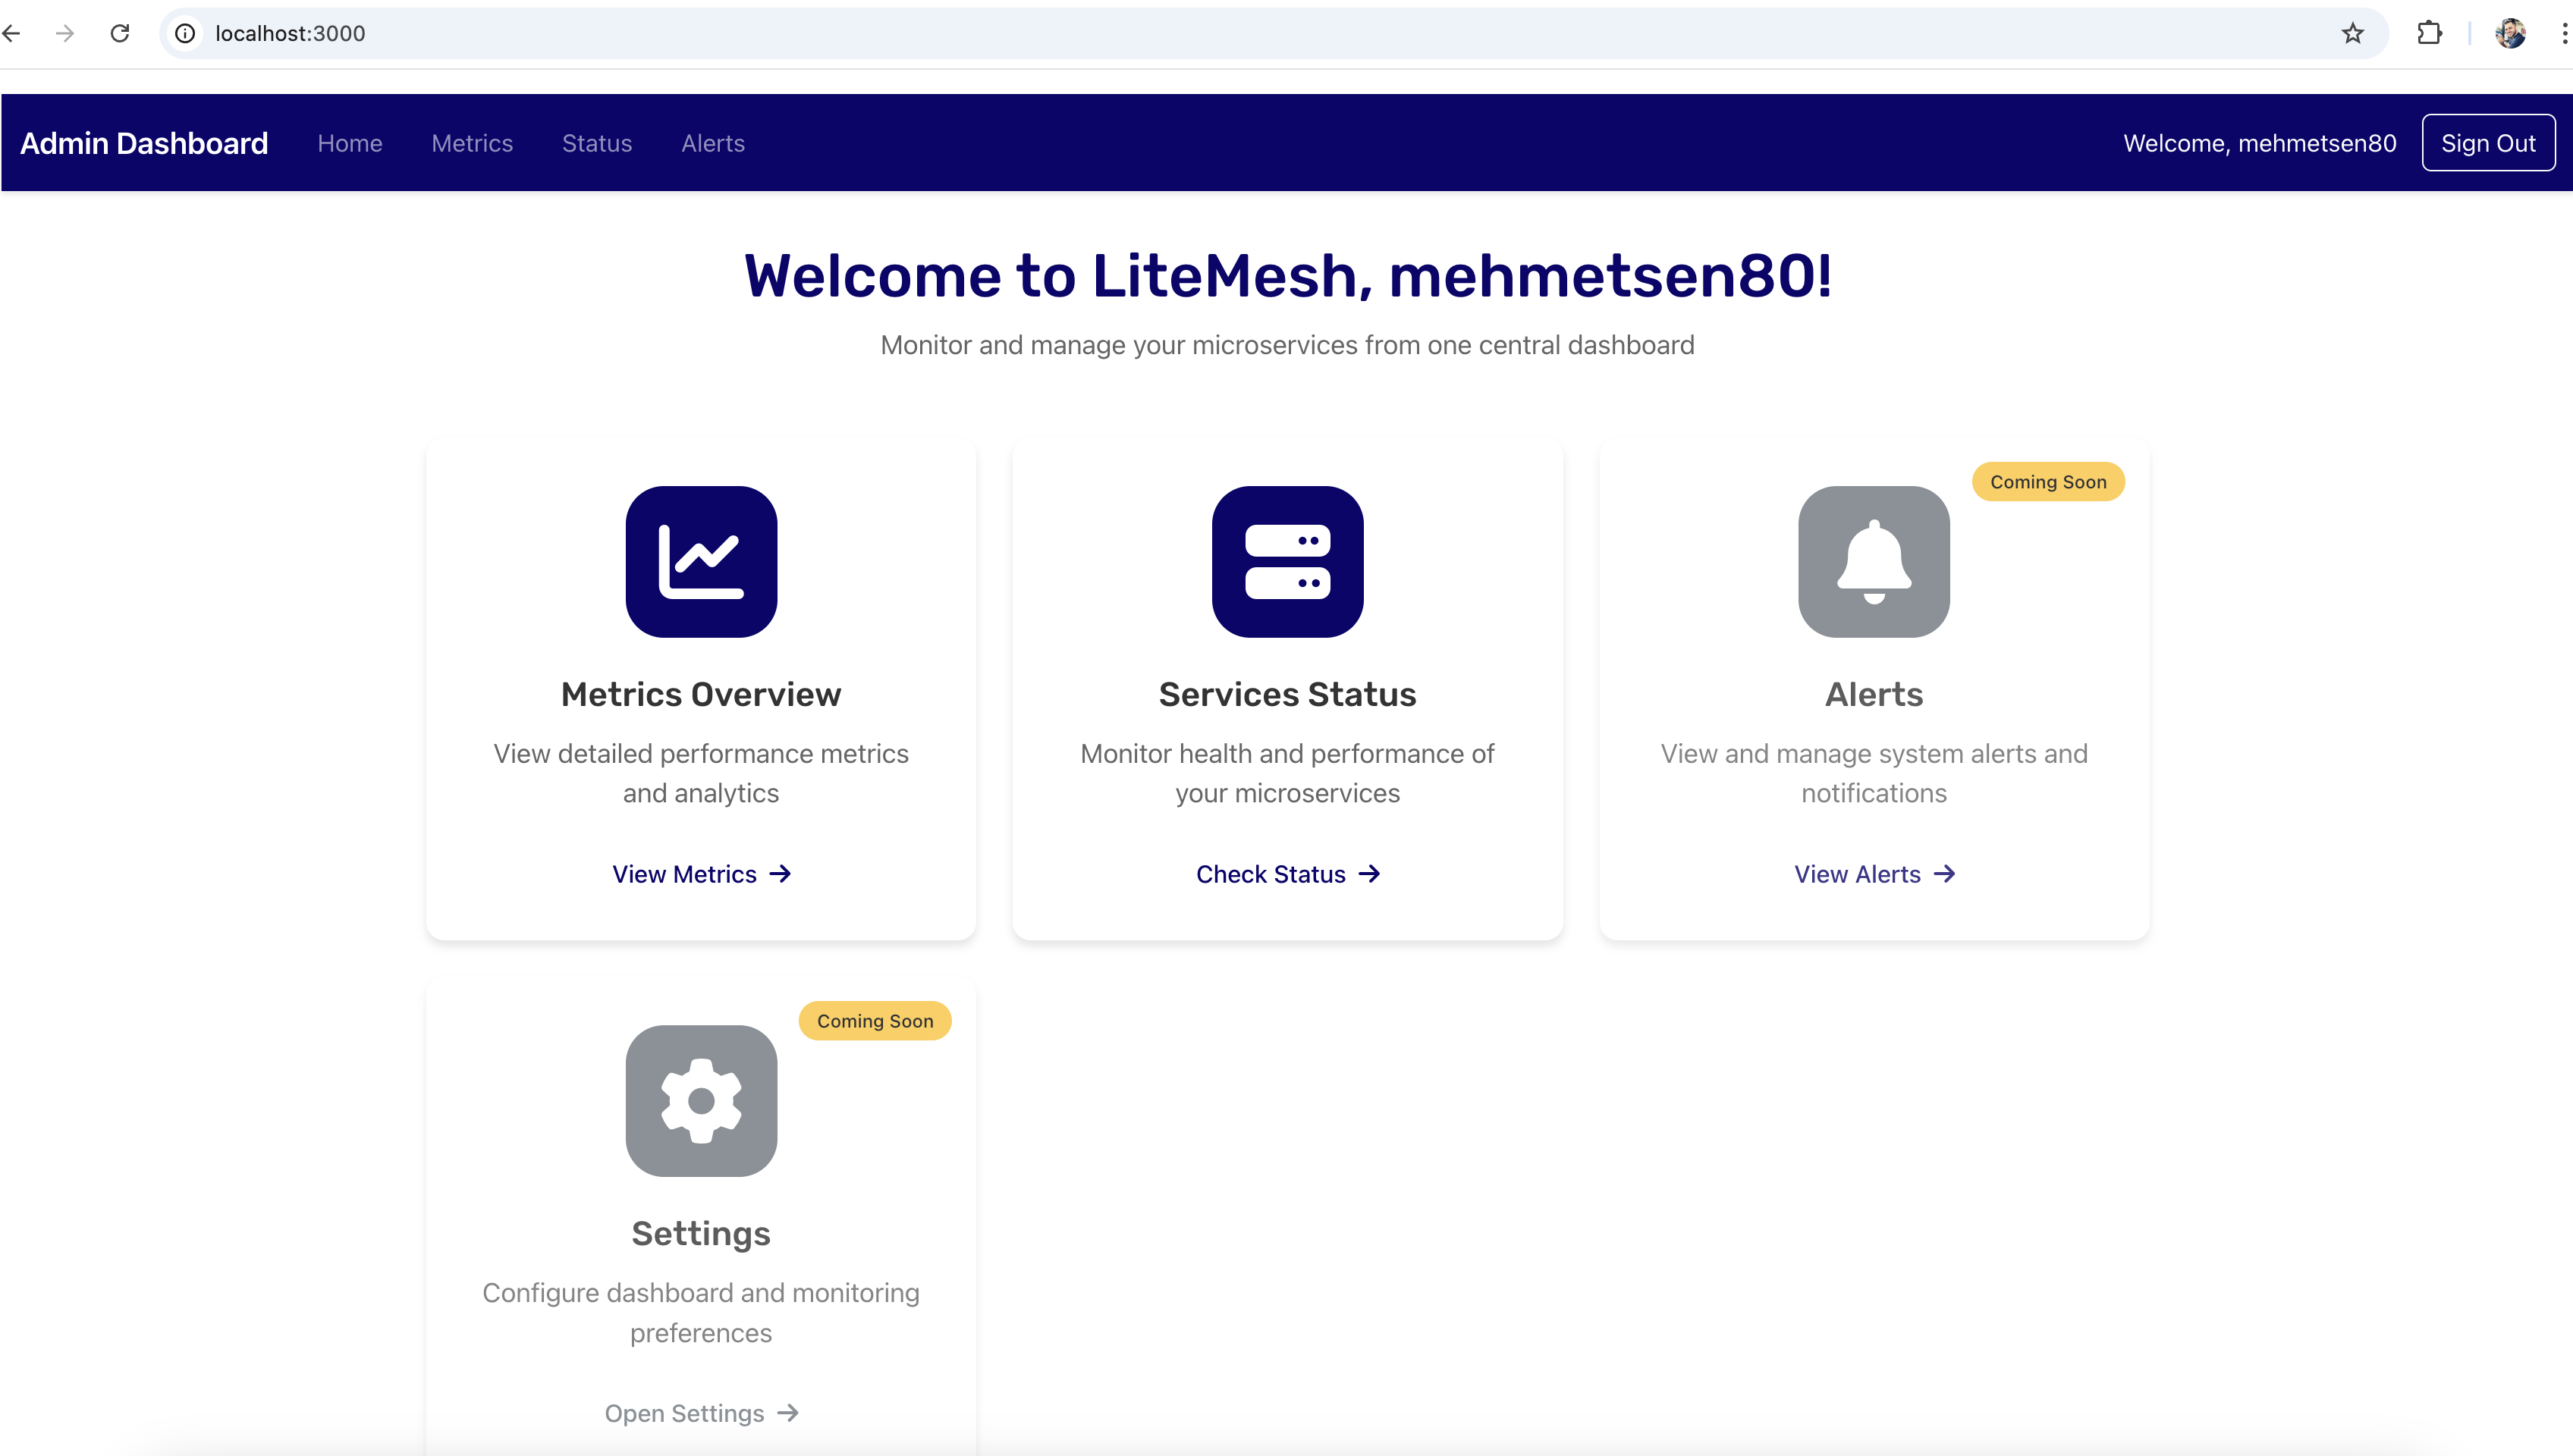 localhost:3000
Admin Dashboard Home Metrics Status Alerts Welcome, mehmetsen80 Sign Out
Welcome to LiteMesh, mehmetsen80!
Monitor and manage your microservices from one central dashboard
Metrics Overview
View detailed performance metrics
and analytics
View Metrics
Services Status
Monitor health and performance of
your microservices
Check Status
Coming Soon
Alerts
View and manage system alerts and
notifications
View Alerts
Coming Soon
Settings
Configure dashboard and monitoring
preferences
Open Settings